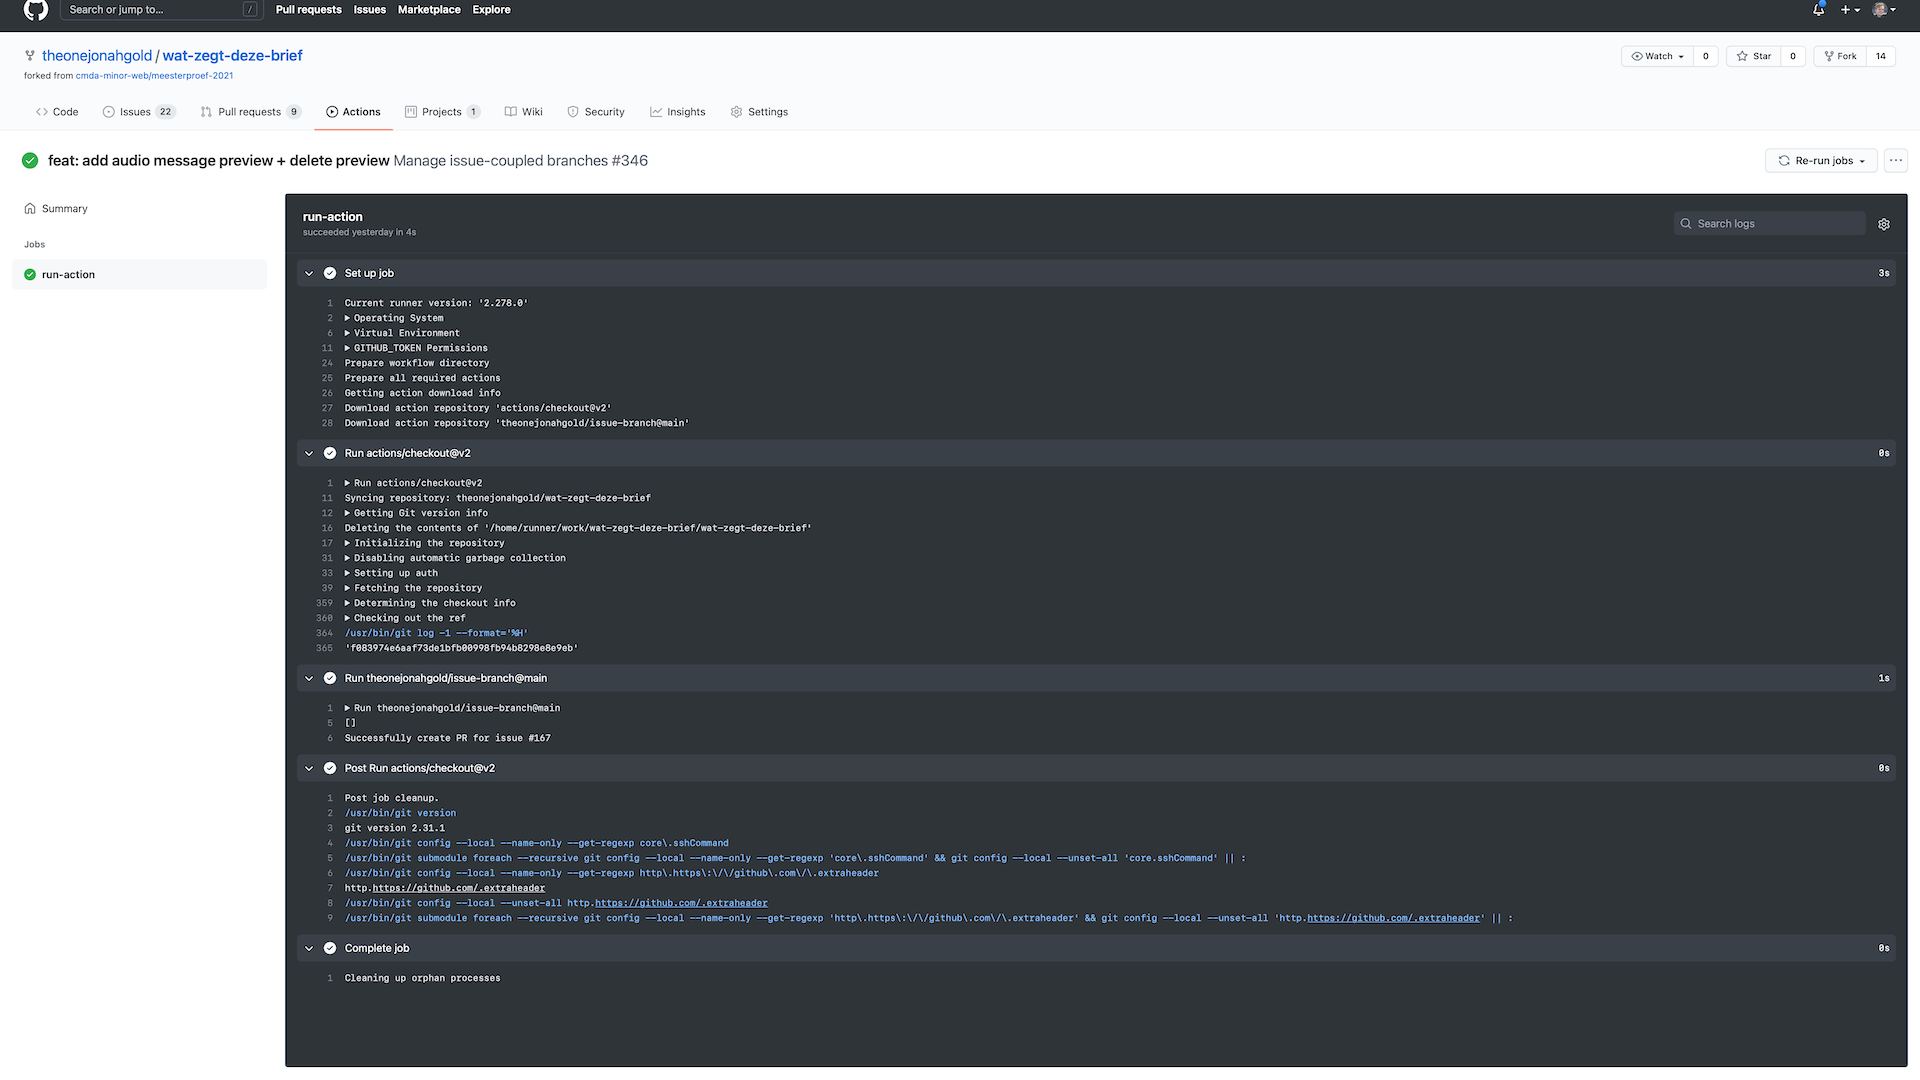 Search or jump to... /
Pull requests Issues Marketplace Explore
theonejonahgold / wat-zegt-deze-brief
Watch 0 Star 0 Fork 14
forked from cmda-minor-web/meesterproef-2021
Code Issues 22 Pull requests 9 Actions Projects 1 Wiki Security Insights Settings
feat: add audio message preview + delete preview Manage issue-coupled branches #346
Re-run jobs ...
Summary
Jobs
run-action
run-action
succeeded yesterday in 4s
Search logs
Set up job 3s
1 Current runner version: '2.278.0'
2 ▶ Operating System
6 ▶ Virtual Environment
11 ▶ GITHUB_TOKEN Permissions
24 Prepare workflow directory
25 Prepare all required actions
26 Getting action download info
27 Download action repository 'actions/checkout@v2'
28 Download action repository 'theonejonahgold/issue-branch@main'
Run actions/checkout@v2 0s
1 ▶ Run actions/checkout@v2
11 Syncing repository: theonejonahgold/wat-zegt-deze-brief
12 ▶ Getting Git version info
16 Deleting the contents of '/home/runner/work/wat-zegt-deze-brief/wat-zegt-deze-brief'
17 ▶ Initializing the repository
31 ▶ Disabling automatic garbage collection
33 ▶ Setting up auth
39 ▶ Fetching the repository
359 ▶ Determining the checkout info
360 ▶ Checking out the ref
364 /usr/bin/git log -1 --format='%H'
365 'f083974e6aaf73de1bfb00998fb94b8298e8e9eb'
Run theonejonahgold/issue-branch@main 1s
1 ▶ Run theonejonahgold/issue-branch@main
5 []
6 Successfully create PR for issue #167
Post Run actions/checkout@v2 0s
1 Post job cleanup.
2 /usr/bin/git version
3 git version 2.31.1
4 /usr/bin/git config --local --name-only --get-regexp core\.sshCommand
5 /usr/bin/git submodule foreach --recursive git config --local --name-only --get-regexp 'core\.sshCommand' && git config --local --unset-all 'core.sshCommand' || :
6 /usr/bin/git config --local --name-only --get-regexp http\.https\:\/\/github\.com\/\.extraheader
7 http.https://github.com/.extraheader
8 /usr/bin/git config --local --unset-all http.https://github.com/.extraheader
9 /usr/bin/git submodule foreach --recursive git config --local --name-only --get-regexp 'http\.https\:\/\/github\.com\/\.extraheader' && git config --local --unset-all 'http.https://github.com/.extraheader' || :
Complete job 0s
1 Cleaning up orphan processes